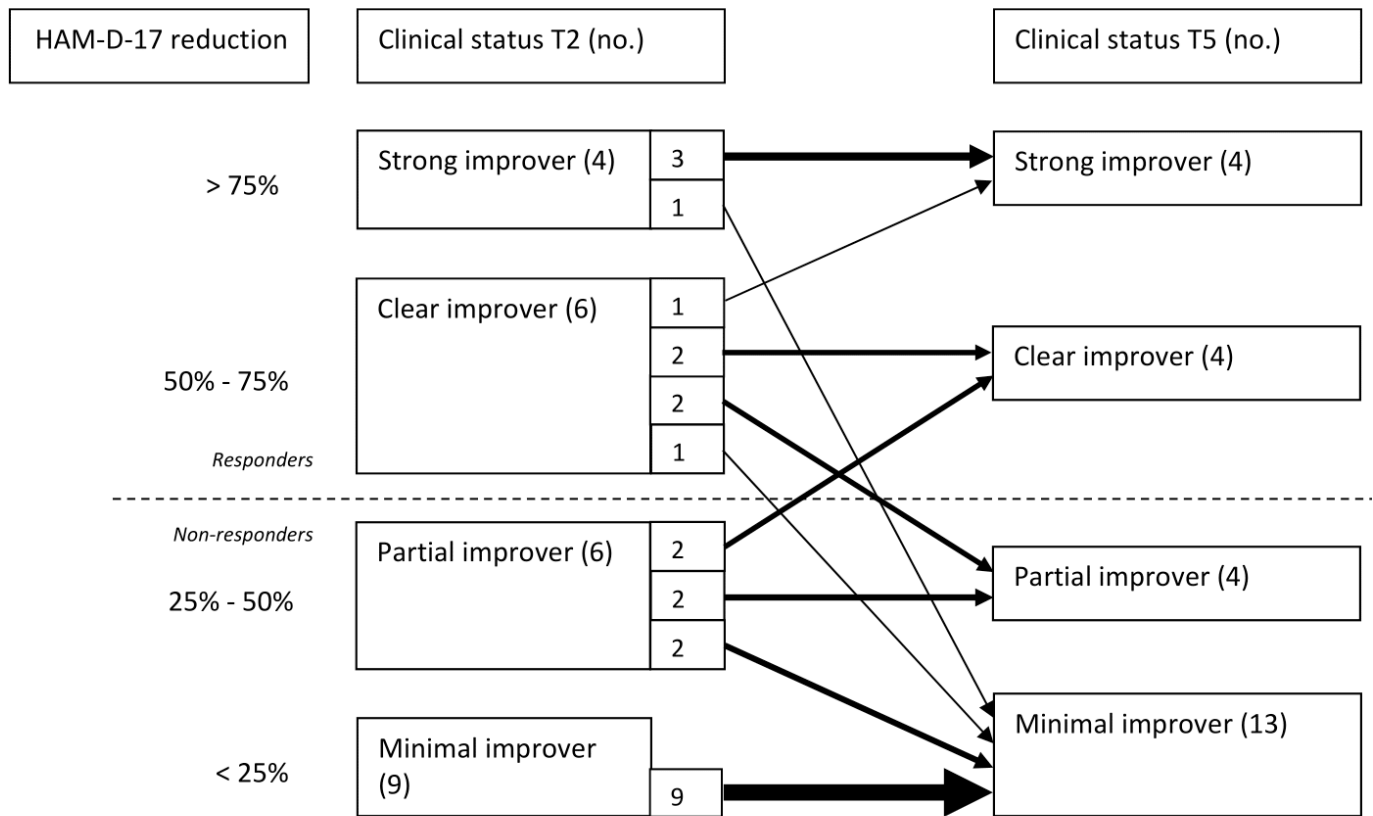 HAM-D-17 reduction
Clinical status T2 (no.)
Clinical status T5 (no.)
> 75%
Strong improver (4)
3
1
Strong improver (4)
50% - 75%
Clear improver (6)
1
2
2
1
Clear improver (4)
Responders
Non-responders
25% - 50%
Partial improver (6)
2
2
2
Partial improver (4)
< 25%
Minimal improver
(9)
9
Minimal improver (13)